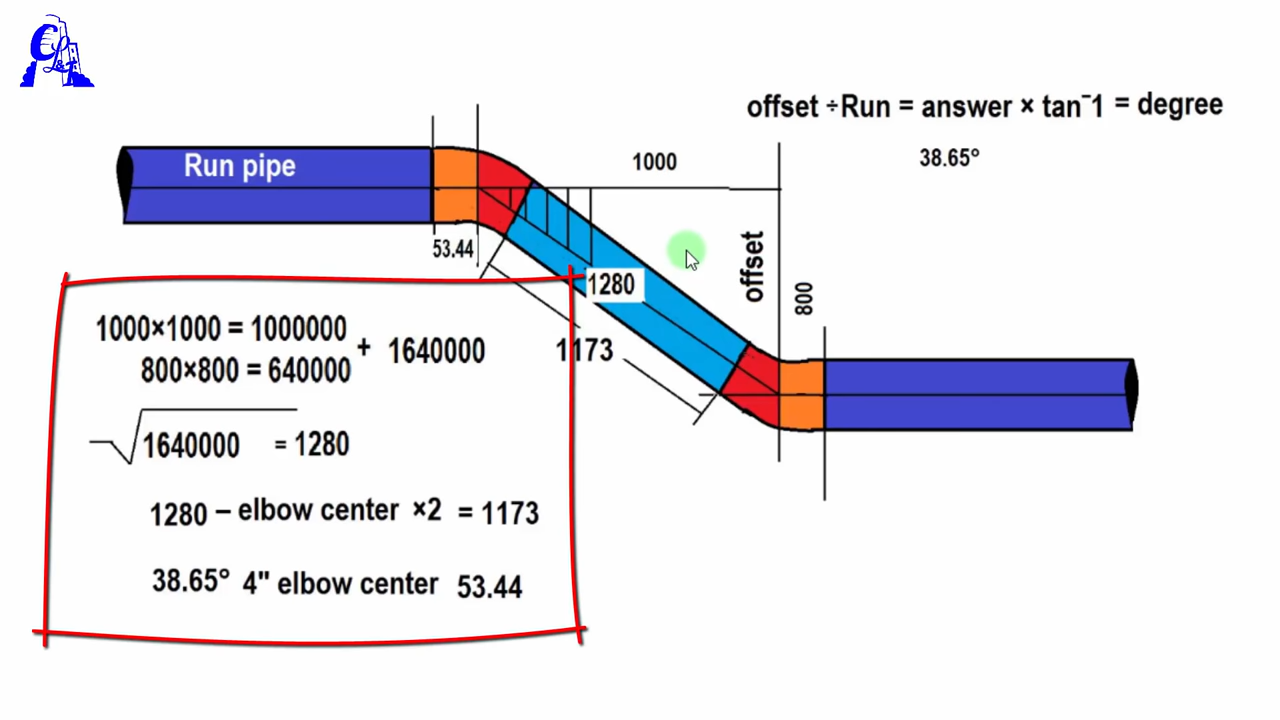 CL&T
offset ÷Run = answer × tan⁻1 = degree
38.65°
1000
Run pipe
53.44
offset
800
1280
1173
1000×1000 = 1000000
800×800 = 640000
+ 1640000
√1640000 = 1280
1280 – elbow center ×2 = 1173
38.65° 4" elbow center 53.44